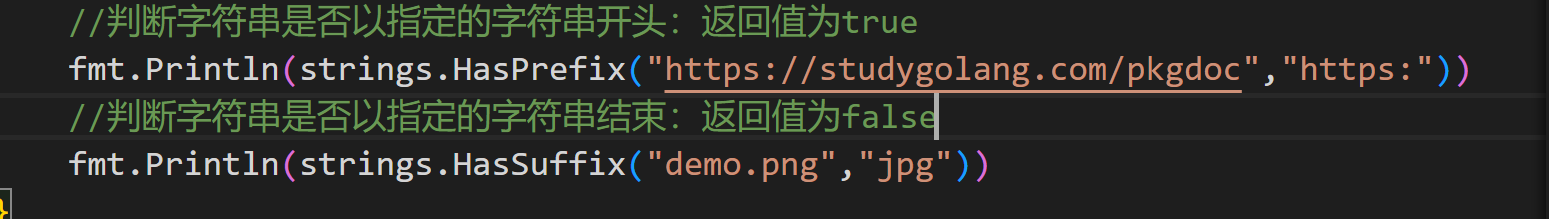 //判断字符串是否以指定的字符串开头：返回值为true
fmt.Println(strings.HasPrefix("https://studygolang.com/pkgdoc","https:"))
//判断字符串是否以指定的字符串结束：返回值为false
fmt.Println(strings.HasSuffix("demo.png","jpg"))
}